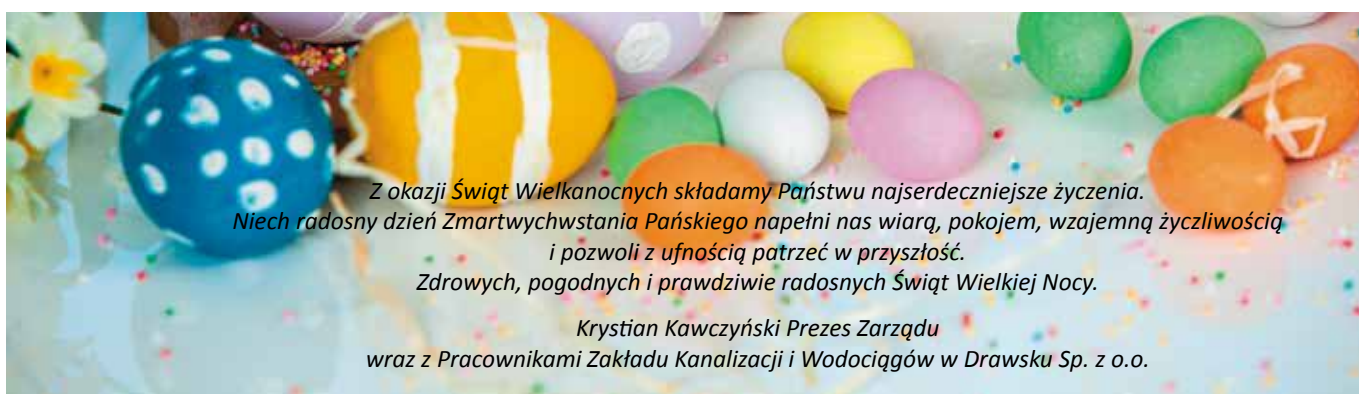 Z okazji Świąt Wielkanocnych składamy Państwu najserdeczniejsze życzenia.
Niech radosny dzień Zmartwychwstania Pańskiego napełni nas wiarą, pokojem, wzajemną życzliwością
i pozwoli z ufnością patrzeć w przyszłość.
Zdrowych, pogodnych i prawdziwie radosnych Świąt Wielkiej Nocy.
Krystian Kawczyński Prezes Zarządu
wraz z Pracownikami Zakładu Kanalizacji i Wodociągów w Drawsku Sp. z o.o.